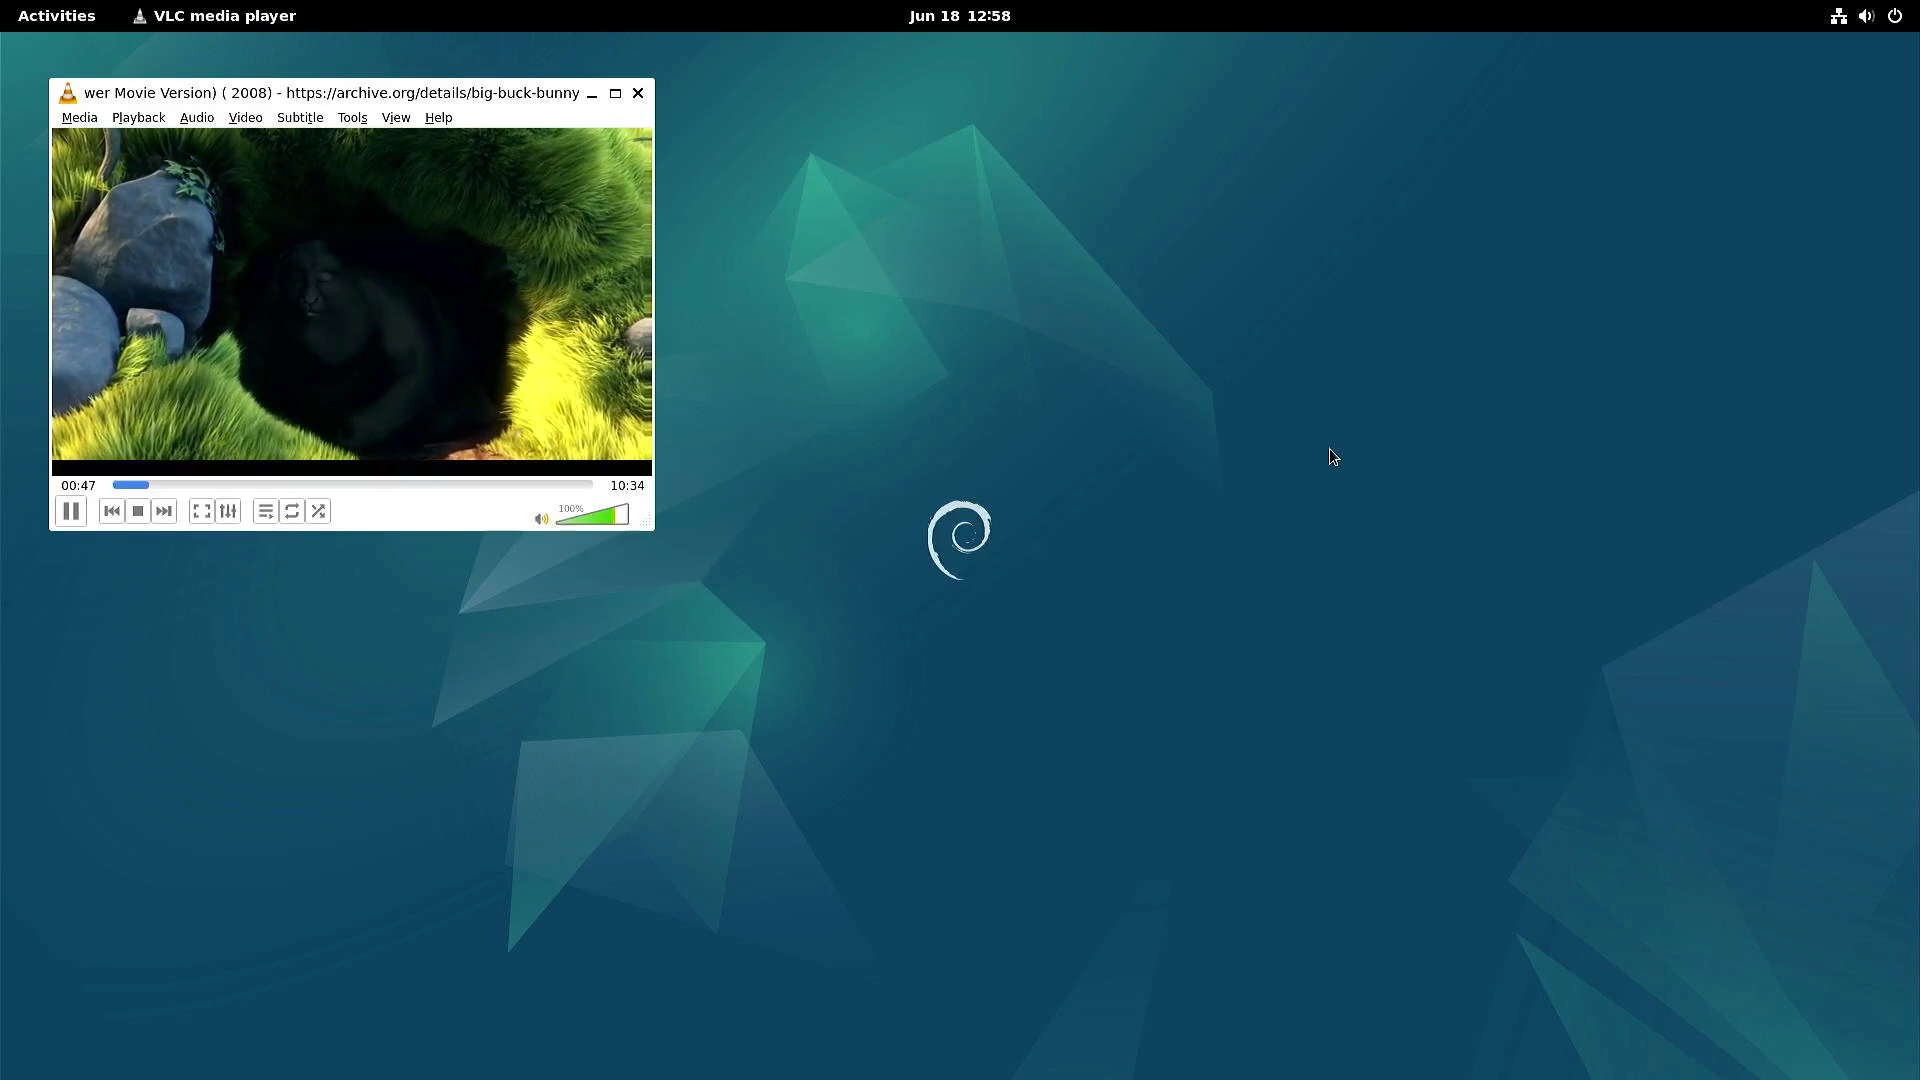 Activities VLC media player Jun 18 12:58
wer Movie Version) ( 2008) - https://archive.org/details/big-buck-bunny
Media Playback Audio Video Subtitle Tools View Help
00:47 10:34
100%